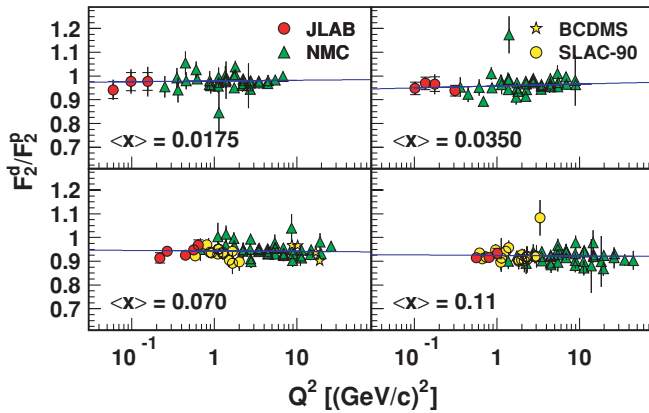 JLAB
NMC
BCDMS
SLAC-90
1.2
1.1
1
0.9
0.8
0.7
<x> = 0.0175
<x> = 0.0350
F₂ᵈ/F₂ᵖ
1.2
1.1
1
0.9
0.8
0.7
<x> = 0.070
<x> = 0.11
10⁻¹ 1 10 10⁻¹ 1 10
Q² [(GeV/c)²]